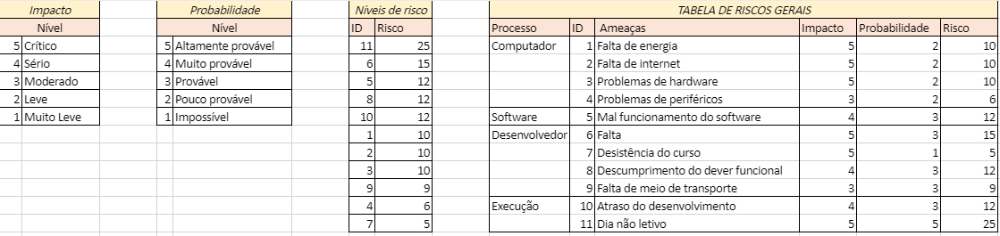 Impacto
Nível
5 Crítico
4 Sério
3 Moderado
2 Leve
1 Muito Leve
Probabilidade
Nível
5 Altamente provável
4 Muito provável
3 Provável
2 Pouco provável
1 Impossível
Níveis de risco
ID Risco
11 25
6 15
5 12
8 12
10 12
1 10
2 10
3 10
9 9
4 6
7 5
TABELA DE RISCOS GERAIS
Processo ID Ameaças Impacto Probabilidade Risco
Computador 1 Falta de energia 5 2 10
2 Falta de internet 5 2 10
3 Problemas de hardware 5 2 10
4 Problemas de periféricos 3 2 6
Software 5 Mal funcionamento do software 4 3 12
Desenvolvedor 6 Falta 5 3 15
7 Desistência do curso 5 1 5
8 Descumprimento do dever funcional 4 3 12
9 Falta de meio de transporte 3 3 9
Execução 10 Atraso do desenvolvimento 4 3 12
11 Dia não letivo 5 5 25